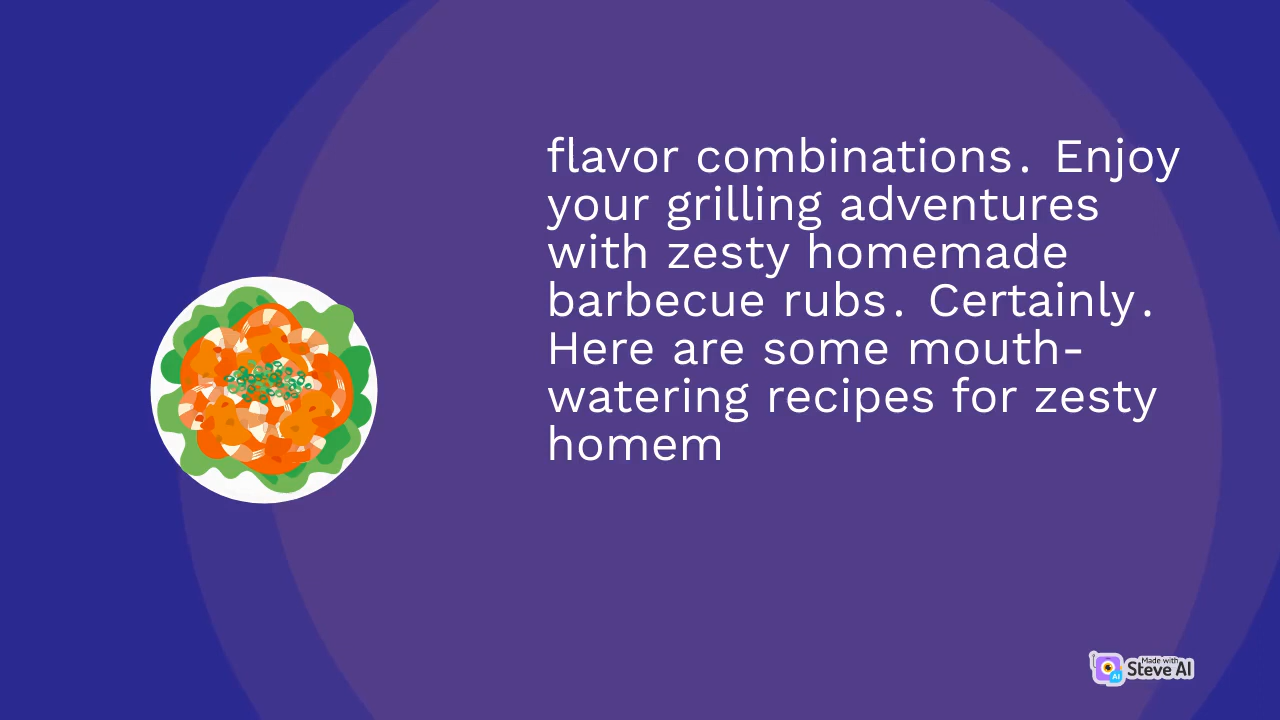 flavor combinations. Enjoy
your grilling adventures
with zesty homemade
barbecue rubs. Certainly.
Here are some mouth-
watering recipes for zesty
homem
Made with
Steve AI
AI